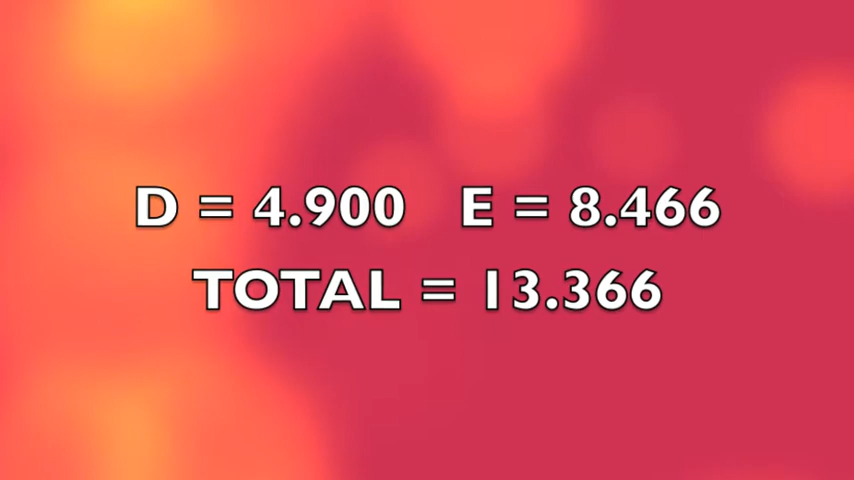 D = 4.900 E = 8.466
TOTAL = 13.366